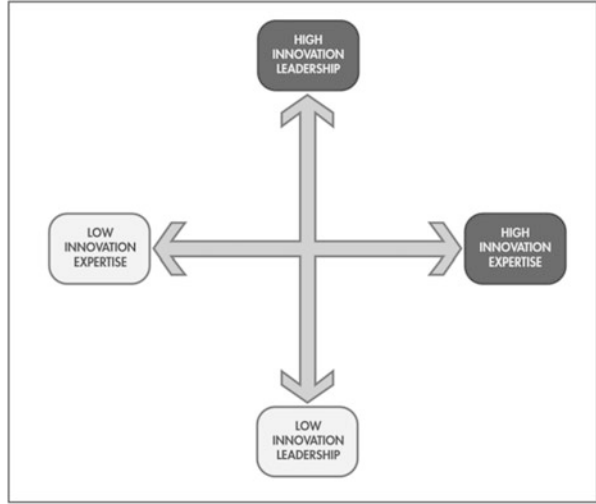 HIGH
INNOVATION
LEADERSHIP
LOW
INNOVATION
EXPERTISE
HIGH
INNOVATION
EXPERTISE
LOW
INNOVATION
LEADERSHIP